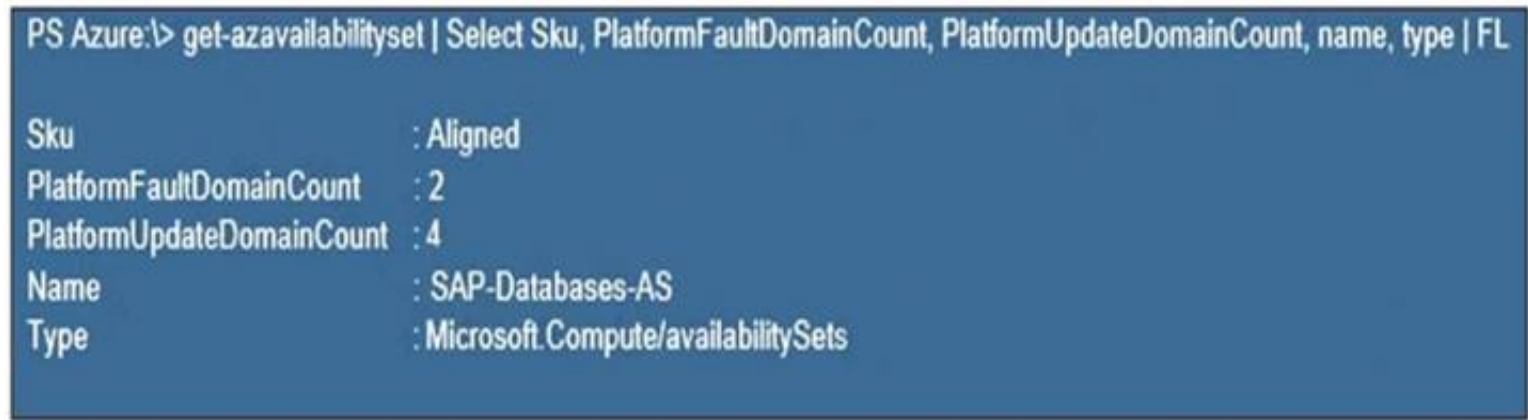 PS Azure:\> get-azavailabilityset | Select Sku, PlatformFaultDomainCount, PlatformUpdateDomainCount, name, type | FL
Sku : Aligned
PlatformFaultDomainCount : 2
PlatformUpdateDomainCount : 4
Name : SAP-Databases-AS
Type : Microsoft.Compute/availabilitySets